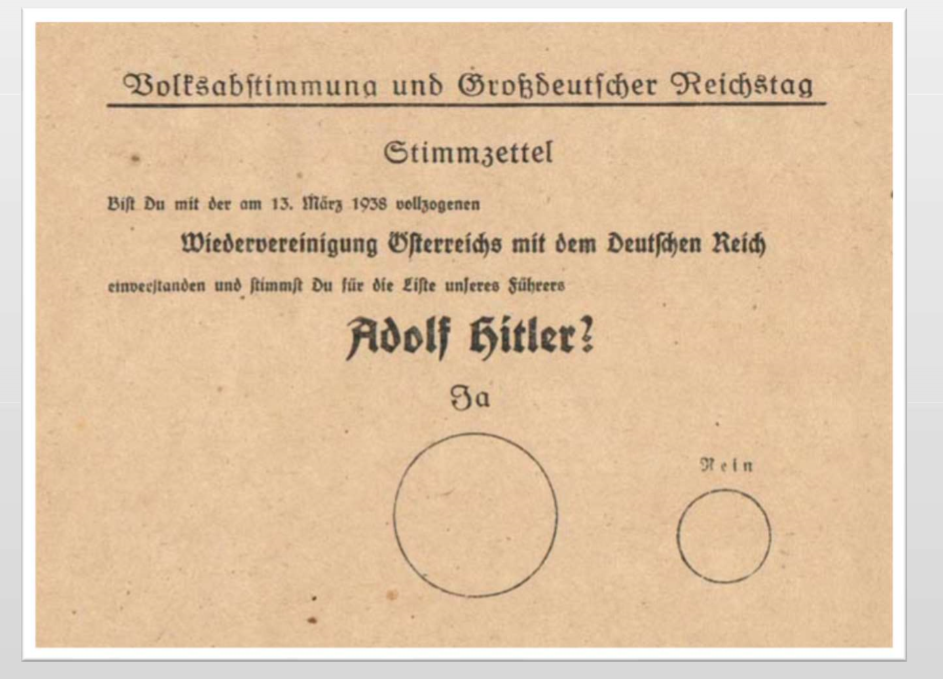 Volksabstimmung und Großdeutscher Reichstag
Stimmzettel
Bist Du mit der am 13. März 1938 vollzogenen
Wiedervereinigung Österreichs mit dem Deutschen Reich
einverstanden und stimmst Du für die Liste unseres Führers
Adolf Hitler?
Ja
Nein